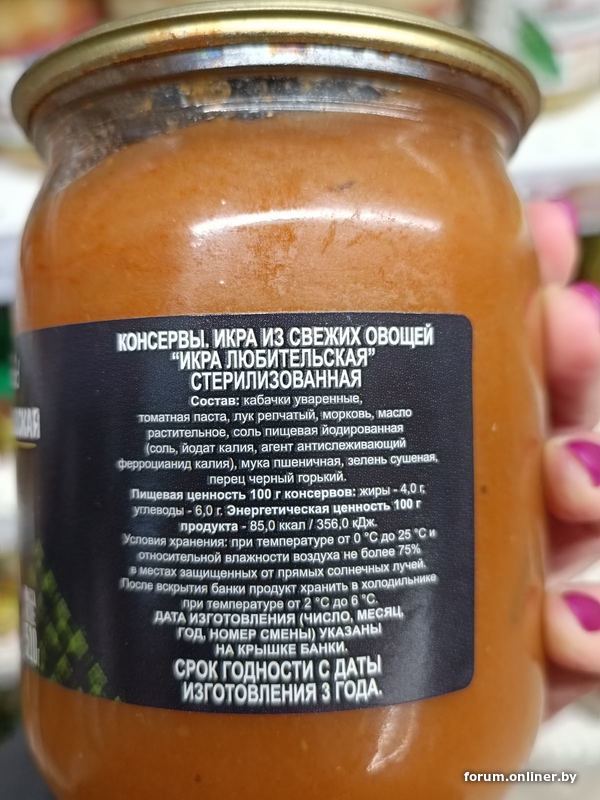 КОНСЕРВЫ. ИКРА ИЗ СВЕЖИХ ОВОЩЕЙ
“ИКРА ЛЮБИТЕЛЬСКАЯ”
СТЕРИЛИЗОВАННАЯ
Состав: кабачки уваренные,
томатная паста, лук репчатый, морковь, масло
растительное, соль пищевая йодированная
(соль, йодат калия, агент антислеживающий
ферроцианид калия), мука пшеничная, зелень сушеная,
перец черный горький.
Пищевая ценность 100 г консервов: жиры - 4,0 г,
углеводы - 6,0 г. Энергетическая ценность 100 г
продукта - 85,0 ккал / 356,0 кДж.
Условия хранения: при температуре от 0 °С до 25 °С и
относительной влажности воздуха не более 75%
в местах защищенных от прямых солнечных лучей.
После вскрытия банки продукт хранить в холодильнике
при температуре от 2 °С до 6 °С.
ДАТА ИЗГОТОВЛЕНИЯ (ЧИСЛО, МЕСЯЦ,
ГОД, НОМЕР СМЕНЫ) УКАЗАНЫ
НА КРЫШКЕ БАНКИ.
СРОК ГОДНОСТИ С ДАТЫ
ИЗГОТОВЛЕНИЯ 3 ГОДА.
forum.onliner.by